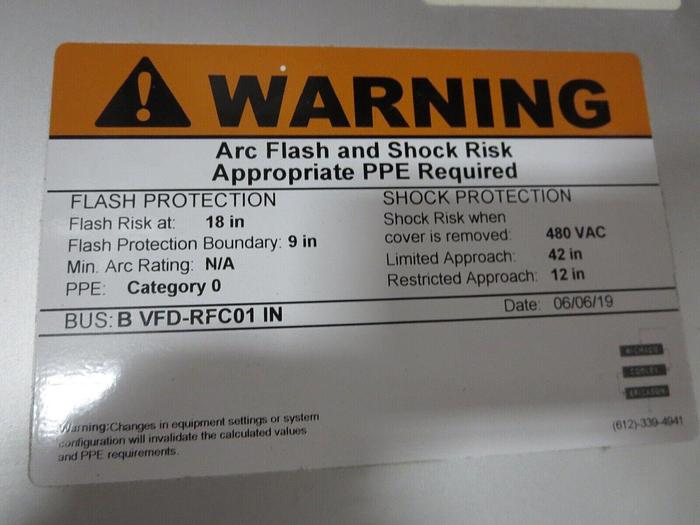 WARNING
Arc Flash and Shock Risk
Appropriate PPE Required
FLASH PROTECTION
Flash Risk at: 18 in
Flash Protection Boundary: 9 in
Min. Arc Rating: N/A
PPE: Category 0
SHOCK PROTECTION
Shock Risk when
cover is removed: 480 VAC
Limited Approach: 42 in
Restricted Approach: 12 in
BUS: B VFD-RFC01 IN
Date: 06/06/19
MICHAUD
COOLEY
ERICKSON
(612)-339-4941
Warning:Changes in equipment settings or system
configuration will invalidate the calculated values
and PPE requirements.